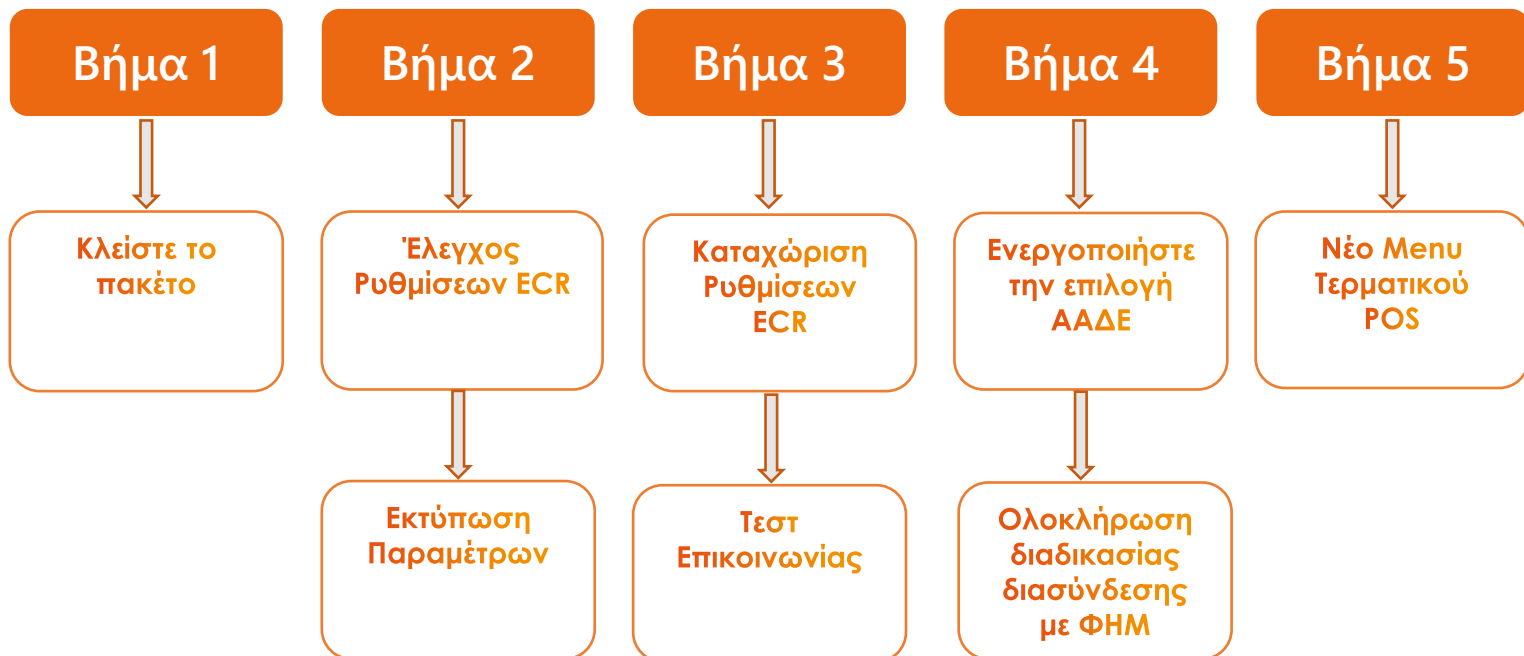 Βήμα 1
Βήμα 2
Βήμα 3
Βήμα 4
Βήμα 5
Κλείστε το
πακέτο
Έλεγχος
Ρυθμίσεων ECR
Καταχώριση
Ρυθμίσεων
ECR
Ενεργοποιήστε
την επιλογή
ΑΑΔΕ
Νέο Menu
Τερματικού
POS
Εκτύπωση
Παραμέτρων
Τεστ
Επικοινωνίας
Ολοκλήρωση
διαδικασίας
διασύνδεσης
με ΦΗΜ